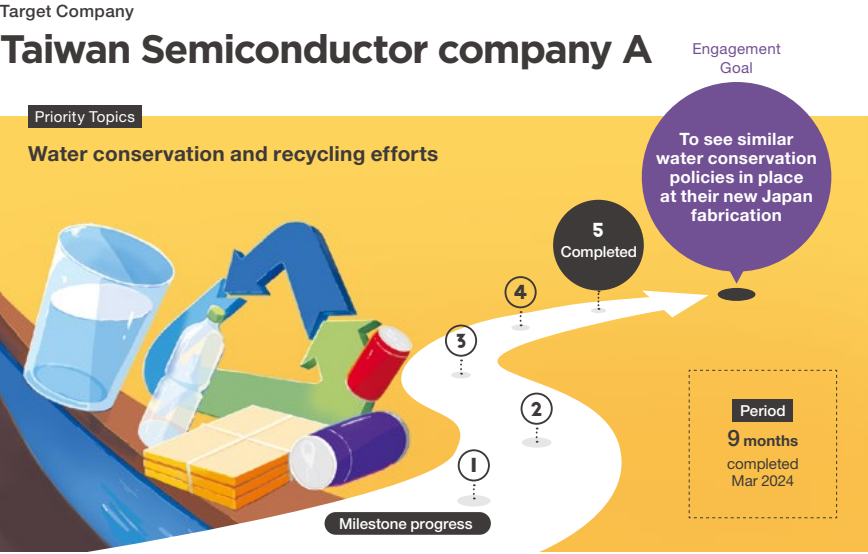 Target Company
Taiwan Semiconductor company A
Engagement
Goal
Priority Topics
Water conservation and recycling efforts
To see similar
water conservation
policies in place
at their new Japan
fabrication
5
Completed
4
3
2
1
Period
9 months
completed
Mar 2024
Milestone progress